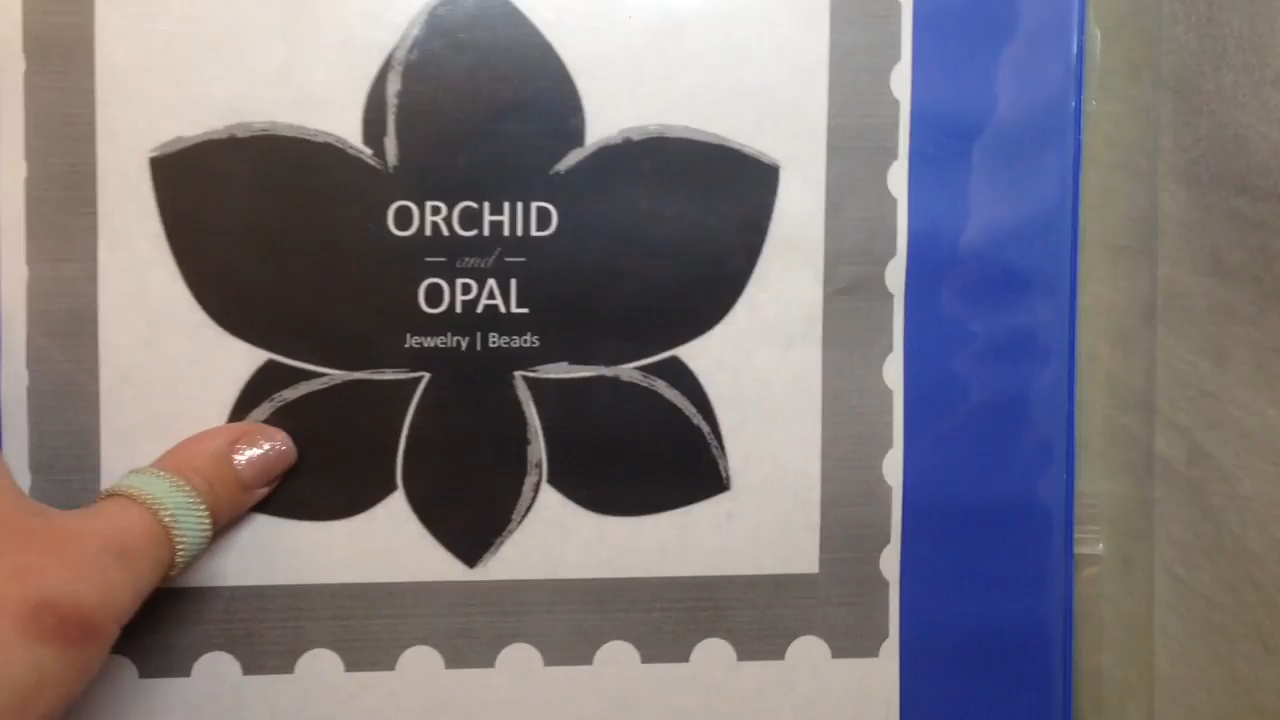 ORCHID
— and —
OPAL
Jewelry | Beads